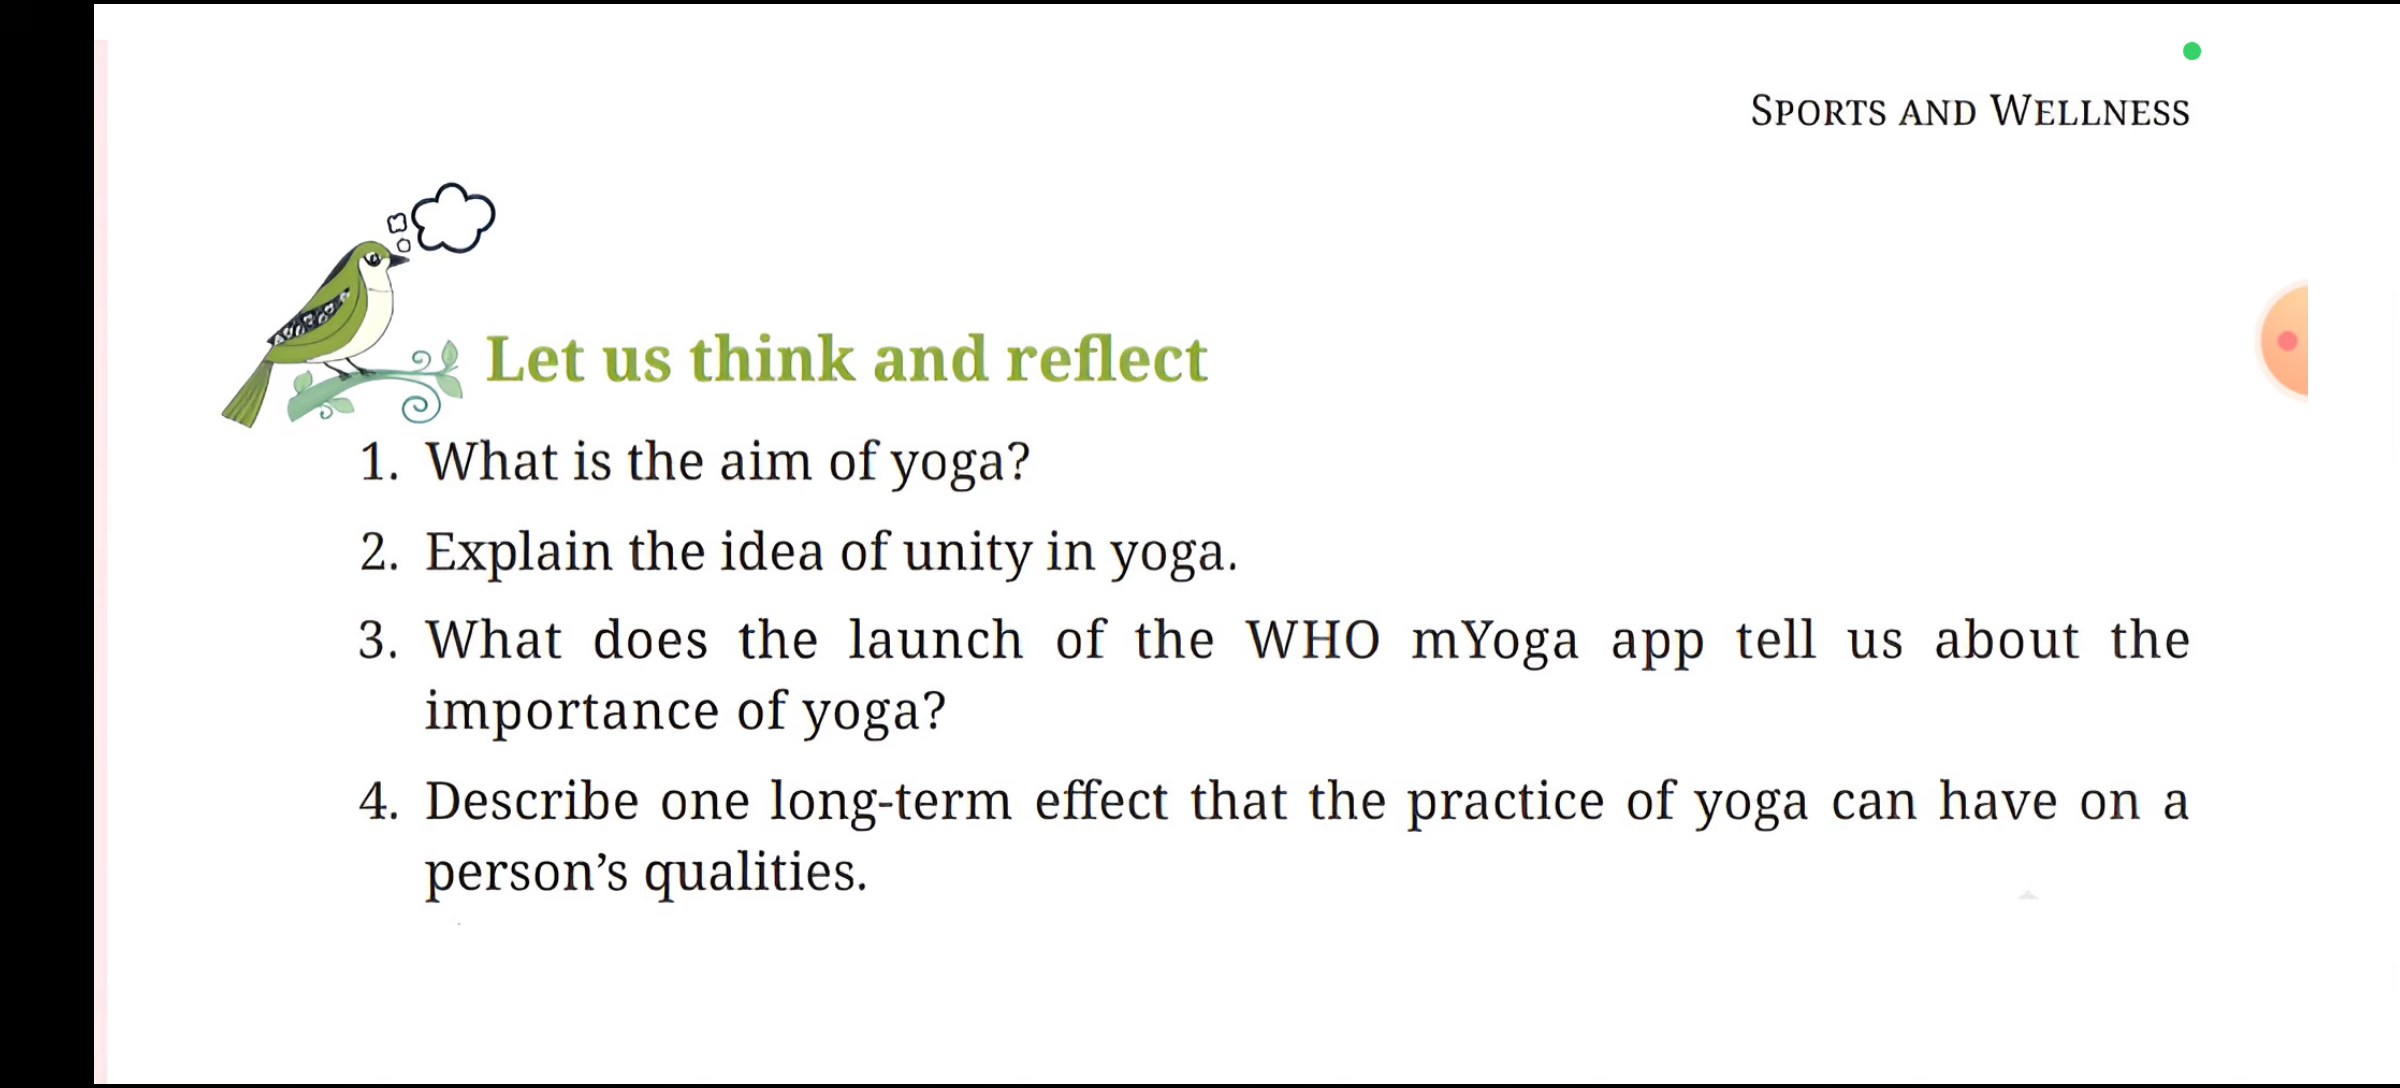 SPORTS AND WELLNESS
Let us think and reflect
1. What is the aim of yoga?
2. Explain the idea of unity in yoga.
3. What does the launch of the WHO mYoga app tell us about the
importance of yoga?
4. Describe one long-term effect that the practice of yoga can have on a
person’s qualities.